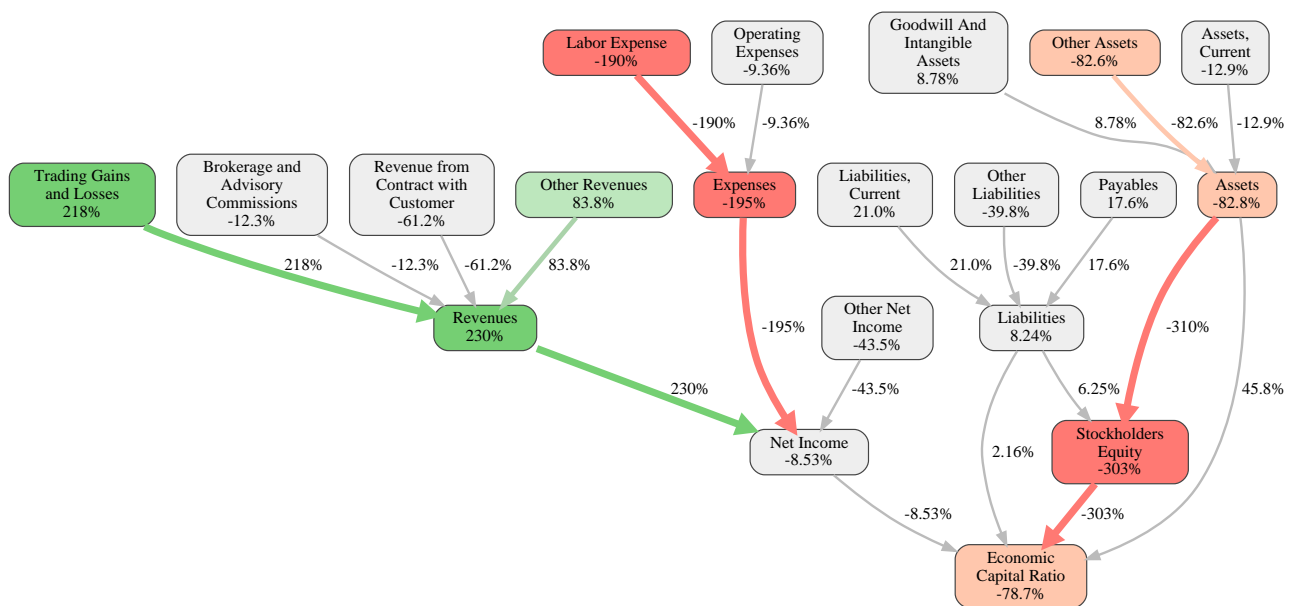 Labor Expense
-190%
Operating
Expenses
-9.36%
Goodwill And
Intangible
Assets
8.78%
Other Assets
-82.6%
Assets,
Current
-12.9%
-190%
-9.36%
8.78%
-82.6%
-12.9%
Trading Gains
and Losses
218%
Brokerage and
Advisory
Commissions
-12.3%
Revenue from
Contract with
Customer
-61.2%
Other Revenues
83.8%
Expenses
-195%
Liabilities,
Current
21.0%
Other
Liabilities
-39.8%
Payables
17.6%
Assets
-82.8%
218%
-12.3%
-61.2%
83.8%
21.0%
-39.8%
17.6%
Revenues
230%
-195%
Other Net
Income
-43.5%
Liabilities
8.24%
-310%
230%
-43.5%
6.25%
45.8%
Net Income
-8.53%
2.16%
Stockholders
Equity
-303%
-8.53%
-303%
Economic
Capital Ratio
-78.7%